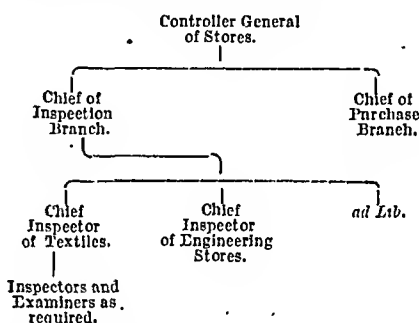 Controller General
of Stores.
Chief of
Inspection
Branch.
Chief of
Purchase
Branch.
Chief
Inspector
of Textiles.
Chief
Inspector
of Engineering
Stores.
ad Lib.
Inspectors and
Examiners as
required.